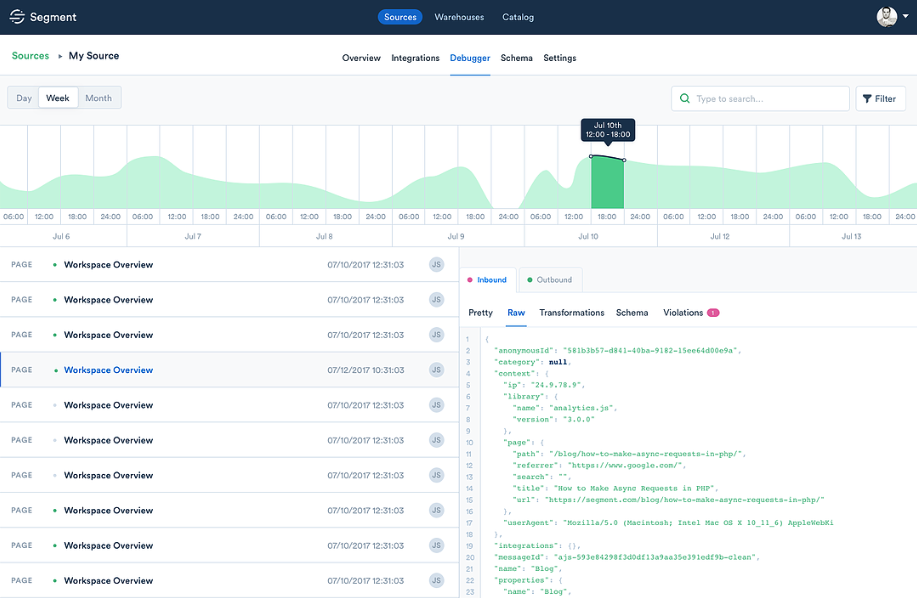 Segment
Sources Warehouses Catalog
Sources ▸ My Source
Overview Integrations Debugger Schema Settings
Day Week Month
Type to search...
Filter
Jul 10th
12:00 - 18:00
06:00 12:00 18:00 24:00 06:00 12:00 18:00 24:00 06:00 12:00 18:00 24:00 06:00 12:00 18:00 24:00 06:00 12:00 18:00 24:00 06:00 12:00 18:00 24:00 06:00 12:00 18:00 24:00
Jul 6 Jul 7 Jul 8 Jul 9 Jul 10 Jul 12 Jul 13
PAGE Workspace Overview 07/10/2017 12:31:03 JS
PAGE Workspace Overview 07/10/2017 12:31:03 JS
PAGE Workspace Overview 07/10/2017 12:31:03 JS
PAGE Workspace Overview 07/12/2017 10:31:03 JS
PAGE Workspace Overview 07/10/2017 12:31:03 JS
PAGE Workspace Overview 07/10/2017 12:31:03 JS
PAGE Workspace Overview 07/10/2017 12:31:03 JS
PAGE Workspace Overview 07/10/2017 12:31:03 JS
PAGE Workspace Overview 07/10/2017 12:31:03 JS
PAGE Workspace Overview 07/10/2017 12:31:03 JS
Inbound Outbound
Pretty Raw Transformations Schema Violations 1
1 {
2 "anonymousId": "581b3b57-d841-40ba-9182-15ee64d00e9a",
3 "category": null,
4 "context": {
5 "ip": "24.9.78.9",
6 "library": {
7 "name": "analytics.js",
8 "version": "3.0.0"
9 },
10 "page": {
11 "path": "/blog/how-to-make-async-requests-in-php/",
12 "referrer": "https://www.google.com/",
13 "search": "",
14 "title": "How to Make Async Requests in PHP",
15 "url": "https://segment.com/blog/how-to-make-async-requests-in-php/"
16 },
17 "userAgent": "Mozilla/5.0 (Macintosh; Intel Mac OS X 10_11_6) AppleWebKi
18 },
19 "integrations": {},
20 "messageId": "ajs-593e84298f3d0df13a9aa35e391edf9b-clean",
21 "name": "Blog",
22 "properties": {
23 "name": "Blog",